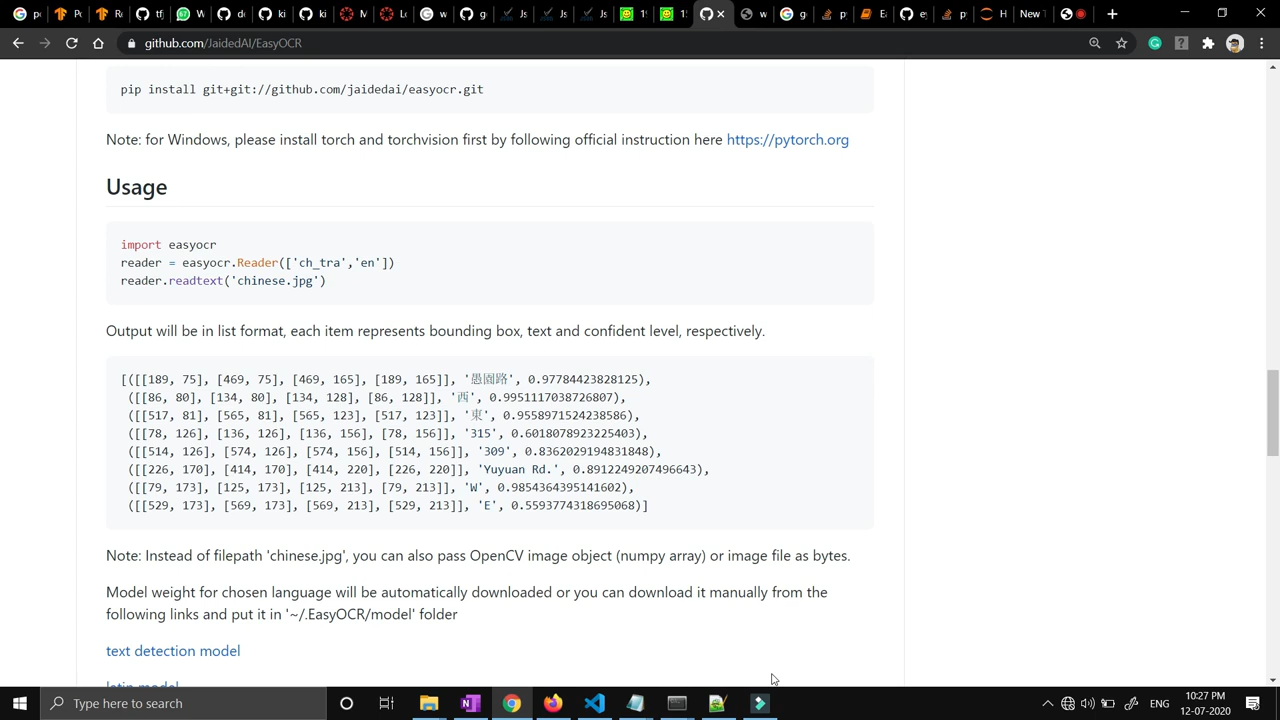 github.com/JaidedAI/EasyOCR
pip install git+git://github.com/jaidedai/easyocr.git
Note: for Windows, please install torch and torchvision first by following official instruction here https://pytorch.org
Usage
import easyocr
reader = easyocr.Reader(['ch_tra','en'])
reader.readtext('chinese.jpg')
Output will be in list format, each item represents bounding box, text and confident level, respectively.
[([[189, 75], [469, 75], [469, 165], [189, 165]], '愚園路', 0.97784423828125),
([[86, 80], [134, 80], [134, 128], [86, 128]], '西', 0.9951117038726807),
([[517, 81], [565, 81], [565, 123], [517, 123]], '東', 0.9558971524238586),
([[78, 126], [136, 126], [136, 156], [78, 156]], '315', 0.6018078923225403),
([[514, 126], [574, 126], [574, 156], [514, 156]], '309', 0.8362029194831848),
([[226, 170], [414, 170], [414, 220], [226, 220]], 'Yuyuan Rd.', 0.8912249207496643),
([[79, 173], [125, 173], [125, 213], [79, 213]], 'W', 0.9854364395141602),
([[529, 173], [569, 173], [569, 213], [529, 213]], 'E', 0.5593774318695068)]
Note: Instead of filepath 'chinese.jpg', you can also pass OpenCV image object (numpy array) or image file as bytes.
Model weight for chosen language will be automatically downloaded or you can download it manually from the
following links and put it in '~/.EasyOCR/model' folder
text detection model
latin model
Type here to search
ENG
10:27 PM
12-07-2020